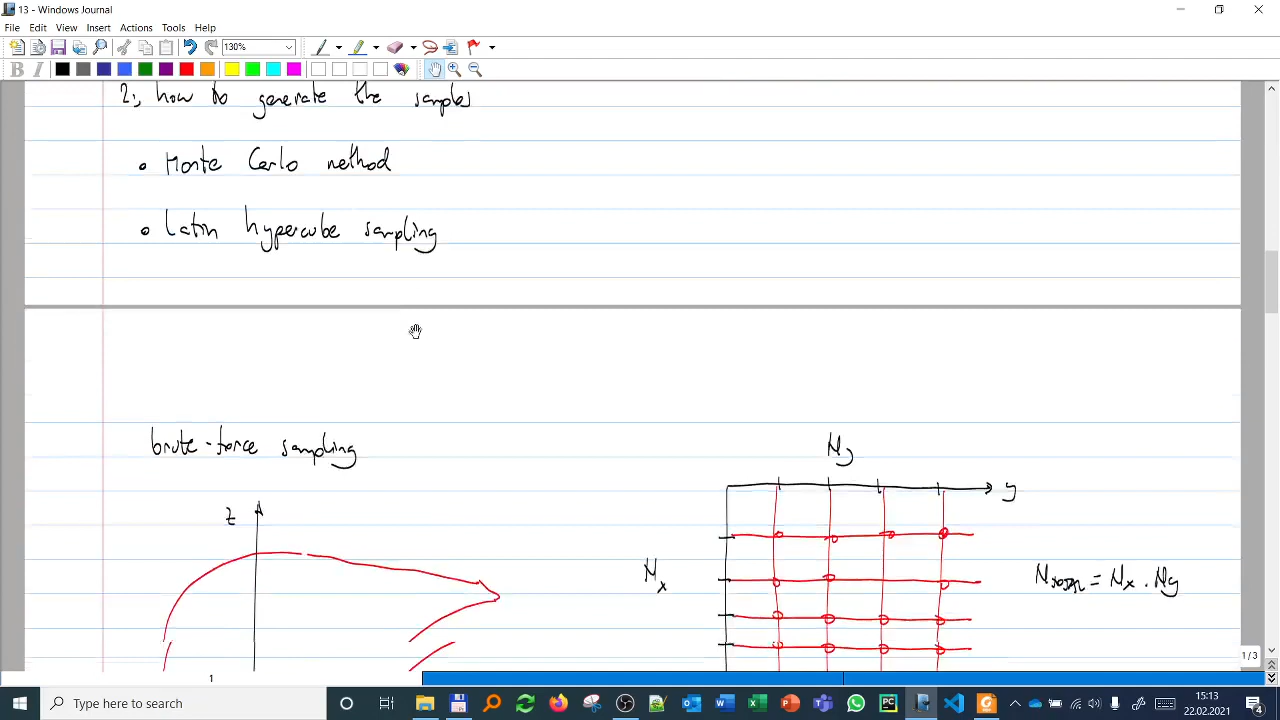 13 - Windows Journal
File Edit View Insert Actions Tools Help
130%
B I
2, how to generate the samples
• Monte Carlo method
• Latin hypercube sampling
brute-force sampling
Ny
z
y
Nx
= Nx . Ny
1/3
1
Type here to search
15:13
22.02.2021